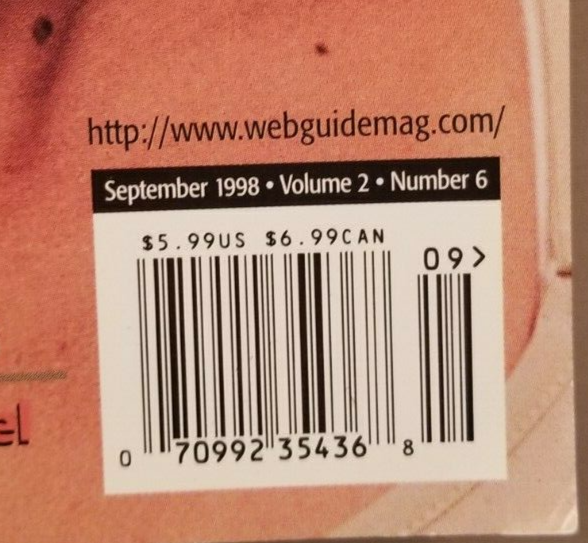 http://www.webguidemag.com/
September 1998 • Volume 2 • Number 6
$5.99US $6.99CAN
09>
0 70992 35436 8